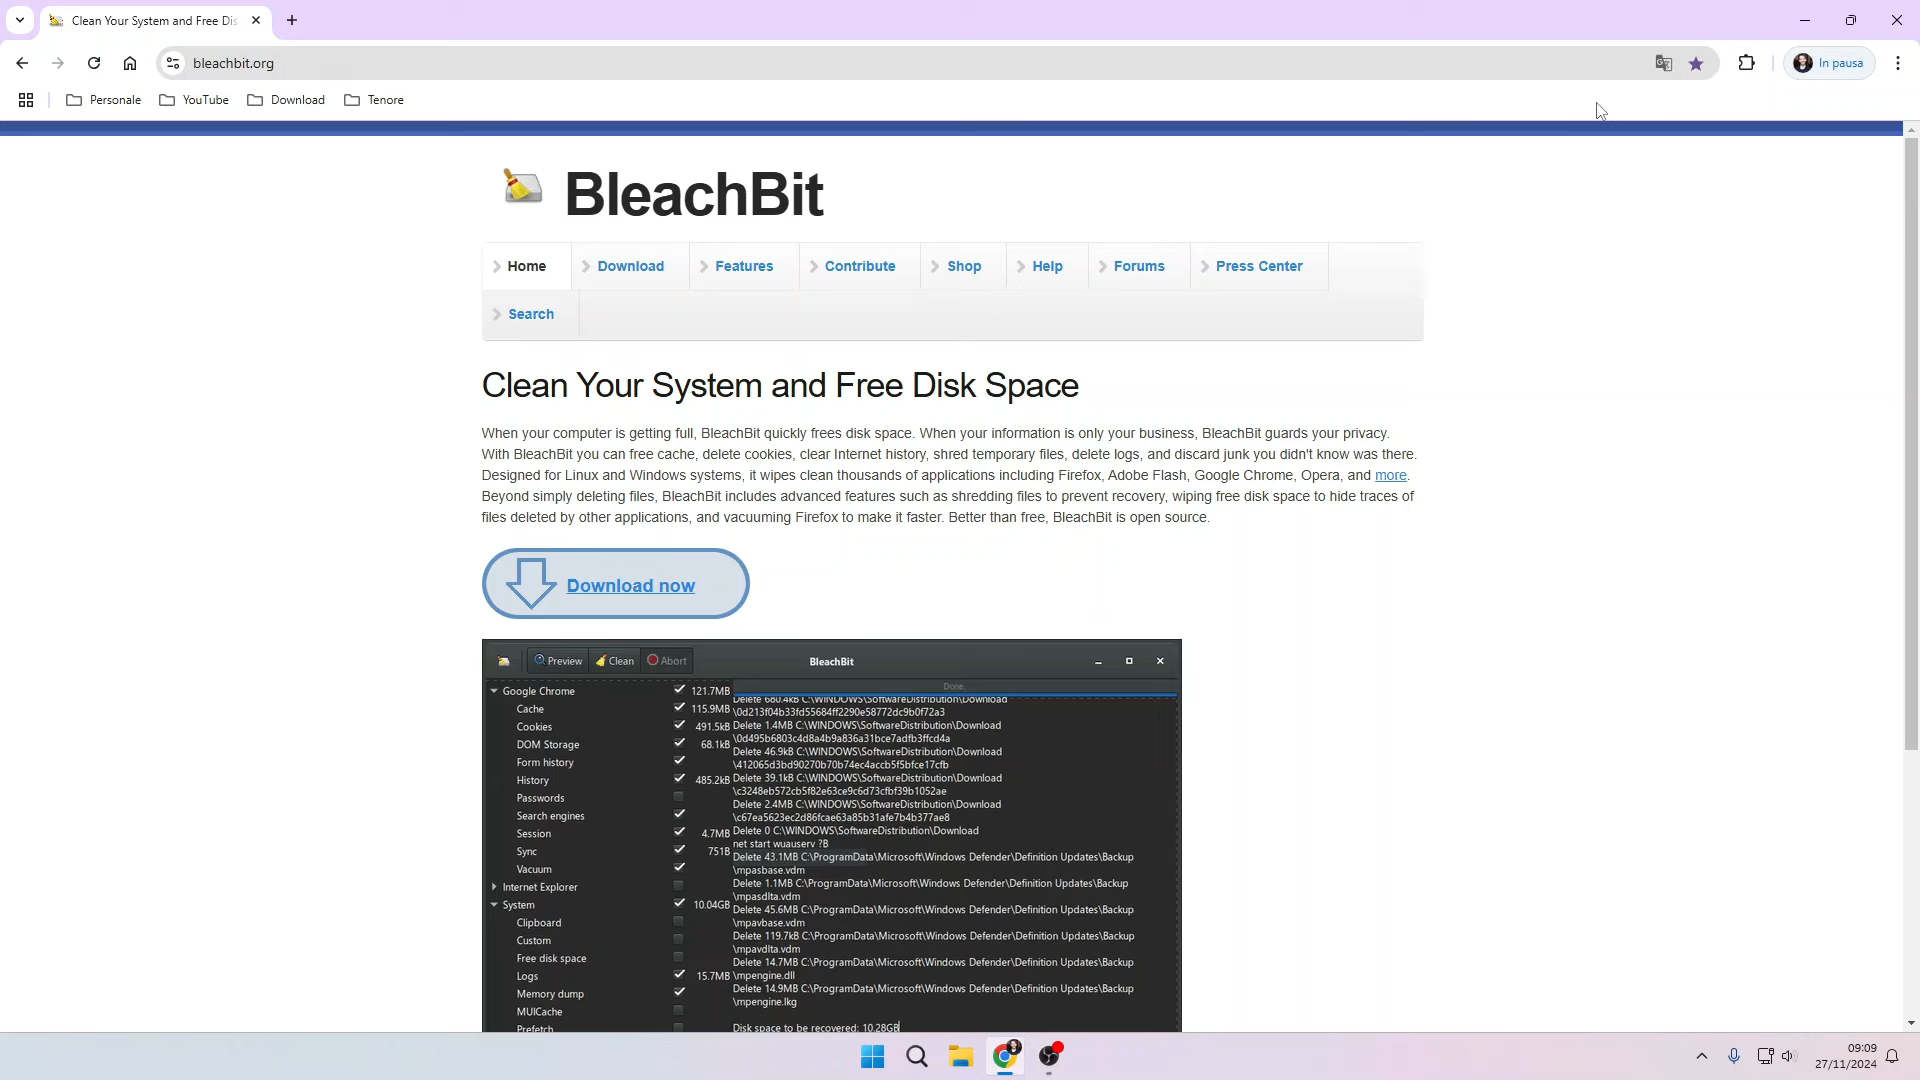 Clean Your System and Free Dis
bleachbit.org
In pausa
Personale
YouTube
Download
Tenore
BleachBit
Home
Download
Features
Contribute
Shop
Help
Forums
Press Center
Search
Clean Your System and Free Disk Space
When your computer is getting full, BleachBit quickly frees disk space. When your information is only your business, BleachBit guards your privacy.
With BleachBit you can free cache, delete cookies, clear Internet history, shred temporary files, delete logs, and discard junk you didn't know was there.
Designed for Linux and Windows systems, it wipes clean thousands of applications including Firefox, Adobe Flash, Google Chrome, Opera, and more.
Beyond simply deleting files, BleachBit includes advanced features such as shredding files to prevent recovery, wiping free disk space to hide traces of
files deleted by other applications, and vacuuming Firefox to make it faster. Better than free, BleachBit is open source.
Download now
Preview
Clean
Abort
BleachBit
Done.
Google Chrome 121.7MB
Cache 115.9MB
Cookies 491.5kB
DOM Storage 68.1kB
Form history
History 485.2kB
Passwords
Search engines
Session 4.7MB
Sync 751B
Vacuum
Internet Explorer
System 10.04GB
Clipboard
Custom
Free disk space
Logs 15.7MB
Memory dump
MUICache
Prefetch
Delete 680.4kB C:\WINDOWS\SoftwareDistribution\Download
\0d213f04b33fd55684ff2290e58772dc9b0f72a3
Delete 1.4MB C:\WINDOWS\SoftwareDistribution\Download
\0d495b6803c4d8a4b9a836a31bce7adfb3ffcd4a
Delete 46.9kB C:\WINDOWS\SoftwareDistribution\Download
\412065d3bd90270b70b74ec4accb5f5bfce17cfb
Delete 39.1kB C:\WINDOWS\SoftwareDistribution\Download
\c3248eb572cb5f82e63ce9c6d73cfbf39b1052ae
Delete 2.4MB C:\WINDOWS\SoftwareDistribution\Download
\c67ea5623ec2d86fcae63a85b31afe7b4b377ae8
Delete 0 C:\WINDOWS\SoftwareDistribution\Download
net start wuauserv ?B
Delete 43.1MB C:\ProgramData\Microsoft\Windows Defender\Definition Updates\Backup
\mpasbase.vdm
Delete 1.1MB C:\ProgramData\Microsoft\Windows Defender\Definition Updates\Backup
\mpasdlta.vdm
Delete 45.6MB C:\ProgramData\Microsoft\Windows Defender\Definition Updates\Backup
\mpavbase.vdm
Delete 119.7kB C:\ProgramData\Microsoft\Windows Defender\Definition Updates\Backup
\mpavdlta.vdm
Delete 14.7MB C:\ProgramData\Microsoft\Windows Defender\Definition Updates\Backup
\mpengine.dll
Delete 14.9MB C:\ProgramData\Microsoft\Windows Defender\Definition Updates\Backup
\mpengine.lkg
Disk space to be recovered: 10.28GB
09:09
27/11/2024